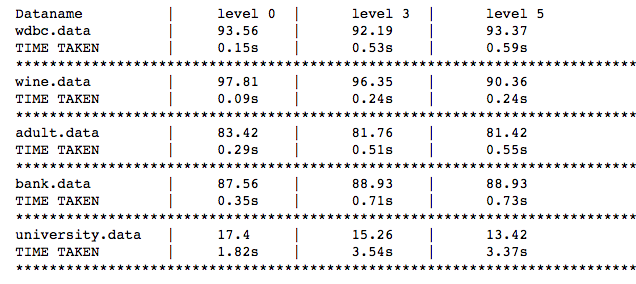 Dataname | level 0 | level 3 | level 5
wdbc.data | 93.56 | 92.19 | 93.37
TIME TAKEN | 0.15s | 0.53s | 0.59s
*********************************************************************
wine.data | 97.81 | 96.35 | 90.36
TIME TAKEN | 0.09s | 0.24s | 0.24s
*********************************************************************
adult.data | 83.42 | 81.76 | 81.42
TIME TAKEN | 0.29s | 0.51s | 0.55s
*********************************************************************
bank.data | 87.56 | 88.93 | 88.93
TIME TAKEN | 0.35s | 0.71s | 0.73s
*********************************************************************
university.data | 17.4 | 15.26 | 13.42
TIME TAKEN | 1.82s | 3.54s | 3.37s
*********************************************************************